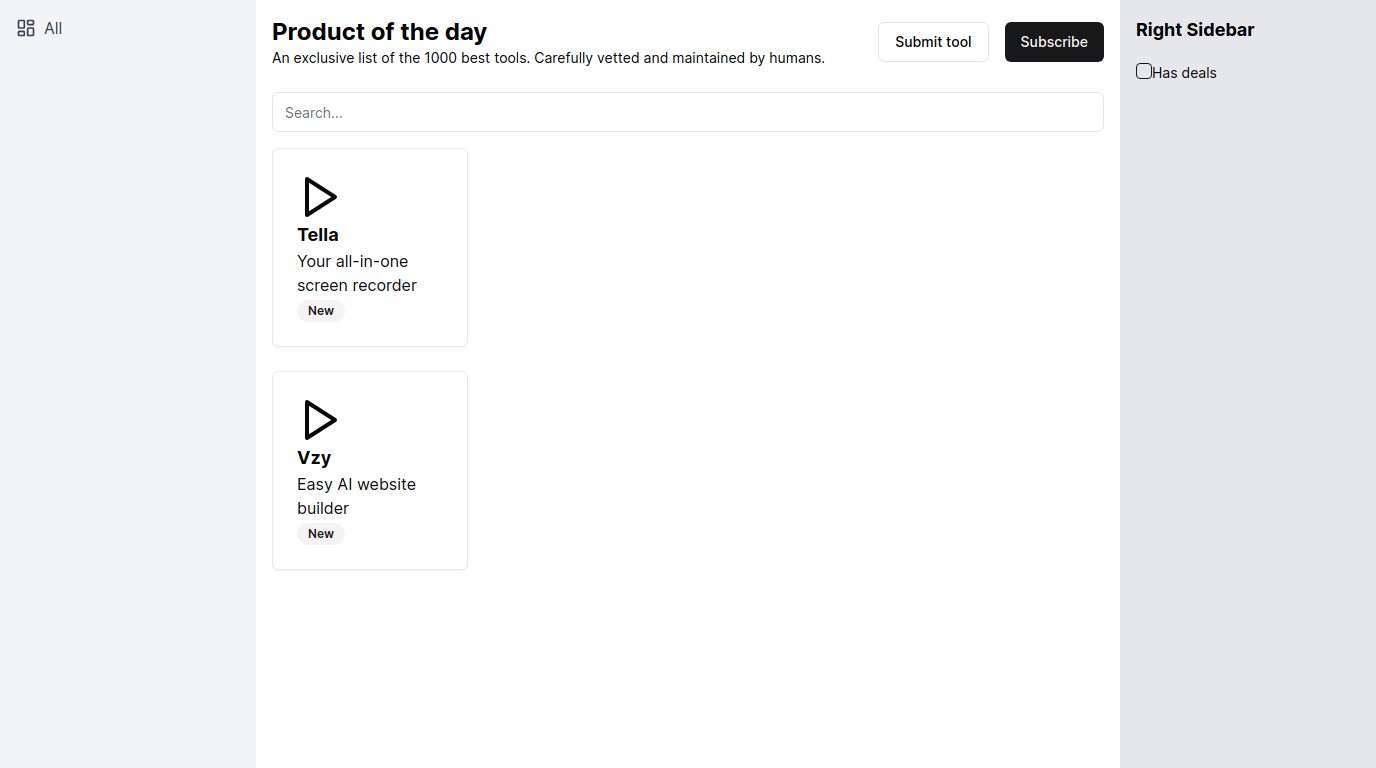 All
Product of the day
An exclusive list of the 1000 best tools. Carefully vetted and maintained by humans.
Submit tool
Subscribe
Search...
Tella
Your all-in-one
screen recorder
New
Vzy
Easy AI website
builder
New
Right Sidebar
Has deals